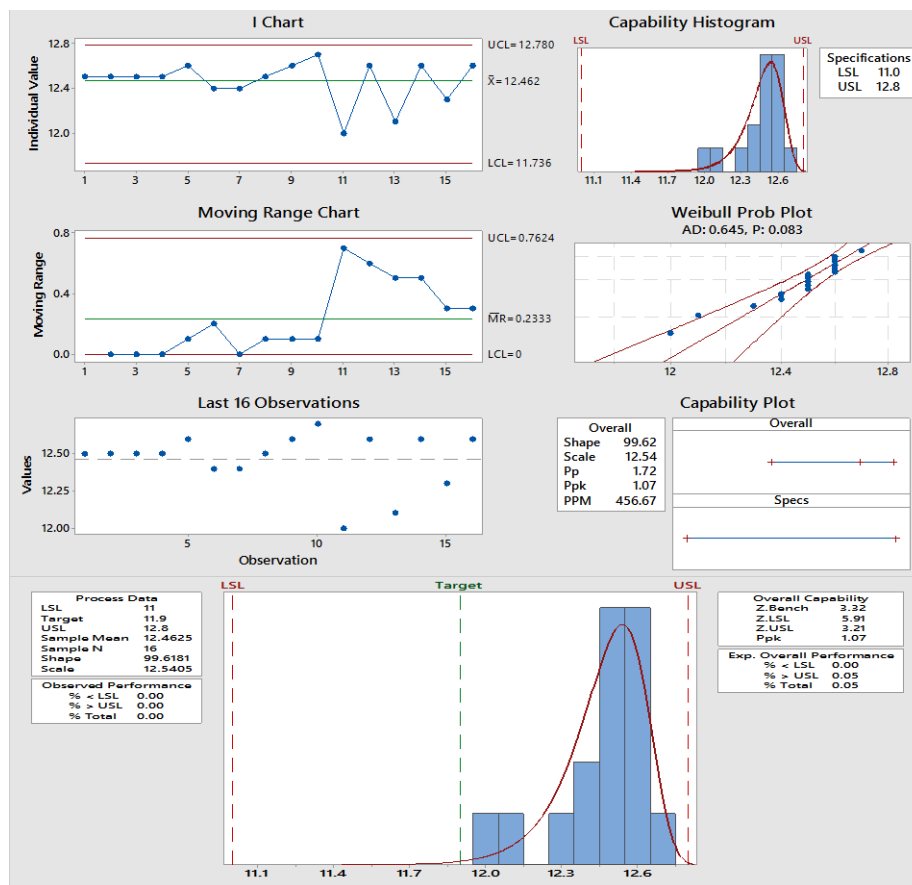 I Chart
Individual Value
12.8
12.4
12.0
UCL=12.780
X̄=12.462
LCL=11.736
1 3 5 7 9 11 13 15
Capability Histogram
LSL USL
Specifications
LSL 11.0
USL 12.8
11.1 11.4 11.7 12.0 12.3 12.6
Moving Range Chart
Moving Range
0.8
0.4
0.0
UCL=0.7624
M̅R̅=0.2333
LCL=0
1 3 5 7 9 11 13 15
Weibull Prob Plot
AD: 0.645, P: 0.083
12 12.4 12.8
Last 16 Observations
Values
12.50
12.25
12.00
5 10 15
Observation
Capability Plot
Overall
Shape 99.62
Scale 12.54
Pp 1.72
Ppk 1.07
PPM 456.67
Overall
Specs
LSL Target USL
Process Data
LSL 11
Target 11.9
USL 12.8
Sample Mean 12.4625
Sample N 16
Shape 99.6181
Scale 12.5405
Observed Performance
% < LSL 0.00
% > USL 0.00
% Total 0.00
Overall Capability
Z.Bench 3.32
Z.LSL 5.91
Z.USL 3.21
Ppk 1.07
Exp. Overall Performance
% < LSL 0.00
% > USL 0.05
% Total 0.05
11.1 11.4 11.7 12.0 12.3 12.6